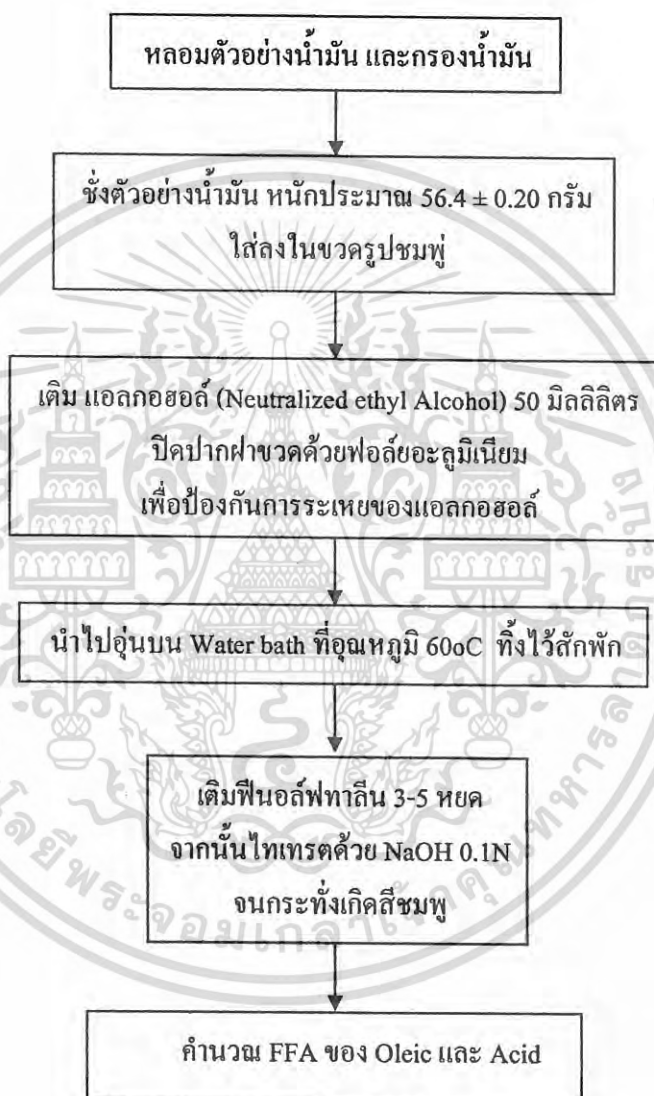 หลอมตัวอย่างน้ำมัน และกรองน้ำมัน
ชั่งตัวอย่างน้ำมัน หนักประมาณ 56.4 ± 0.20 กรัม
ใส่ลงในขวดรูปชมพู่
เติม แอลกอฮอล์ (Neutralized ethyl Alcohol) 50 มิลลิลิตร
ปิดปากฝาขวดด้วยฟอล์ยอะลูมิเนียม
เพื่อป้องกันการระเหยของแอลกอฮอล์
นำไปอุ่นบน Water bath ที่อุณหภูมิ 60oC ทิ้งไว้สักพัก
เติมฟีนอล์ฟทาลีน 3-5 หยด
จากนั้นไทเทรตด้วย NaOH 0.1N
จนกระทั่งเกิดสีชมพู
คำนวณ FFA ของ Oleic และ Acid